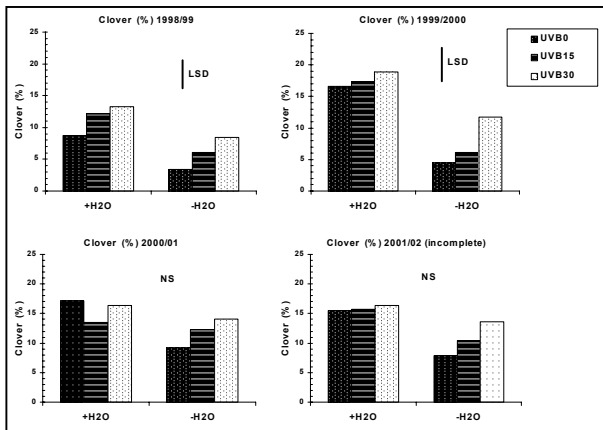 Clover (%) 1998/99
25
20
15
10
5
0
Clover (%)
LSD
+H2O
-H2O
Clover (%) 1999/2000
25
20
15
10
5
0
Clover (%)
LSD
+H2O
-H2O
UVB0
UVB15
UVB30
Clover (%) 2000/01
25
20
15
10
5
0
Clover (%)
NS
+H2O
-H2O
Clover (%) 2001/02 (incomplete)
25
20
15
10
5
0
Clover (%)
NS
+H2O
-H2O